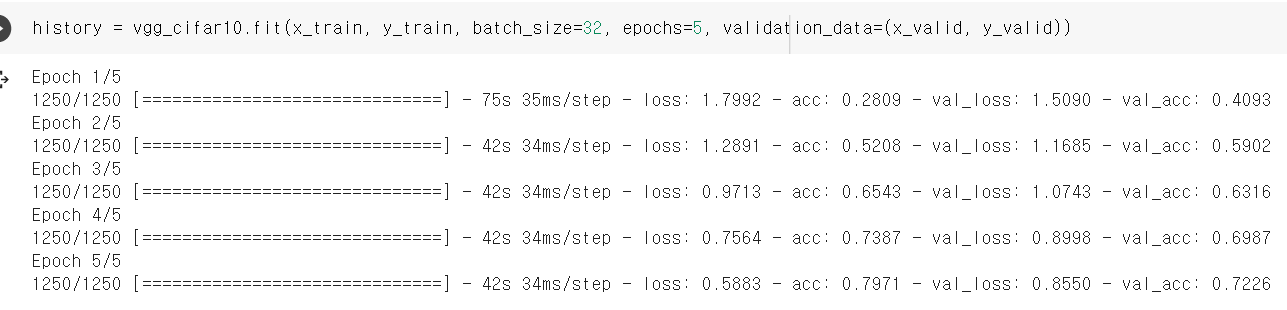 history = vgg_cifar10.fit(x_train, y_train, batch_size=32, epochs=5, validation_data=(x_valid, y_valid))
Epoch 1/5
1250/1250 [==============================] - 75s 35ms/step - loss: 1.7992 - acc: 0.2809 - val_loss: 1.5090 - val_acc: 0.4093
Epoch 2/5
1250/1250 [==============================] - 42s 34ms/step - loss: 1.2891 - acc: 0.5208 - val_loss: 1.1685 - val_acc: 0.5902
Epoch 3/5
1250/1250 [==============================] - 42s 34ms/step - loss: 0.9713 - acc: 0.6543 - val_loss: 1.0743 - val_acc: 0.6316
Epoch 4/5
1250/1250 [==============================] - 42s 34ms/step - loss: 0.7564 - acc: 0.7387 - val_loss: 0.8998 - val_acc: 0.6987
Epoch 5/5
1250/1250 [==============================] - 42s 34ms/step - loss: 0.5883 - acc: 0.7971 - val_loss: 0.8550 - val_acc: 0.7226